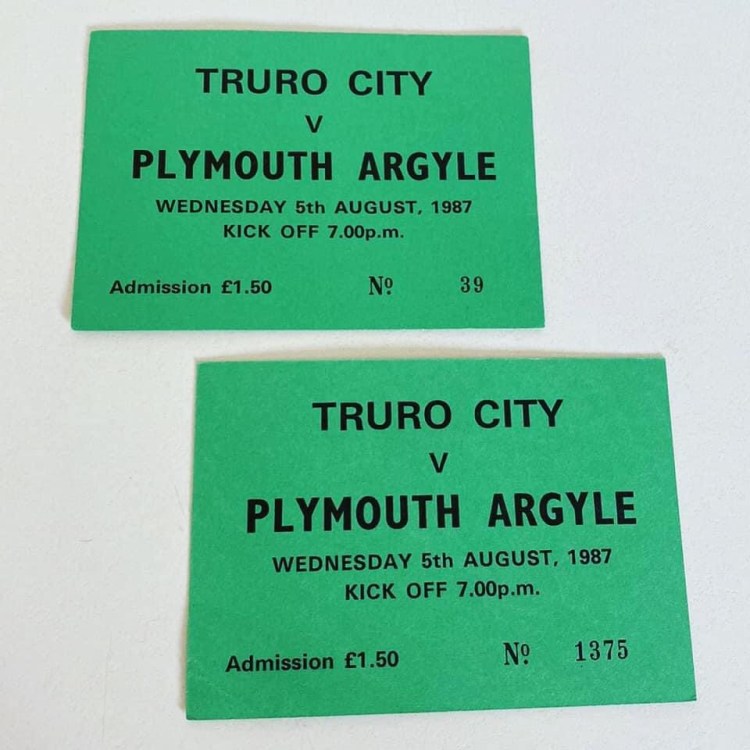 TRURO CITY
V
PLYMOUTH ARGYLE
WEDNESDAY 5th AUGUST, 1987
KICK OFF 7.00p.m.
Admission £1.50 Nº 39
TRURO CITY
V
PLYMOUTH ARGYLE
WEDNESDAY 5th AUGUST, 1987
KICK OFF 7.00p.m.
Admission £1.50 Nº 1375